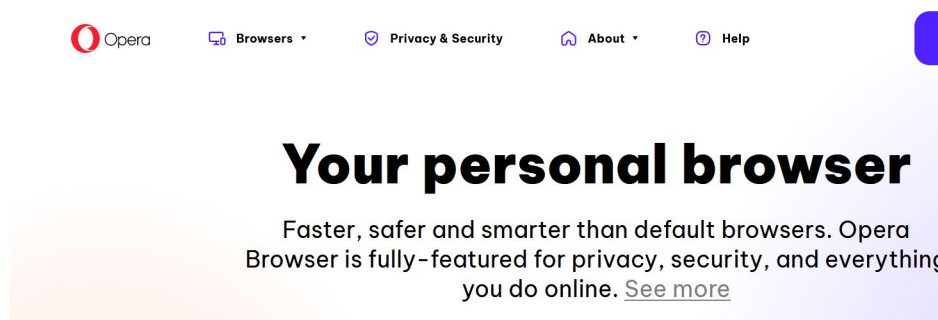 Opera Browsers Privacy & Security About Help
Your personal browser
Faster, safer and smarter than default browsers. Opera
Browser is fully-featured for privacy, security, and everything
you do online. See more